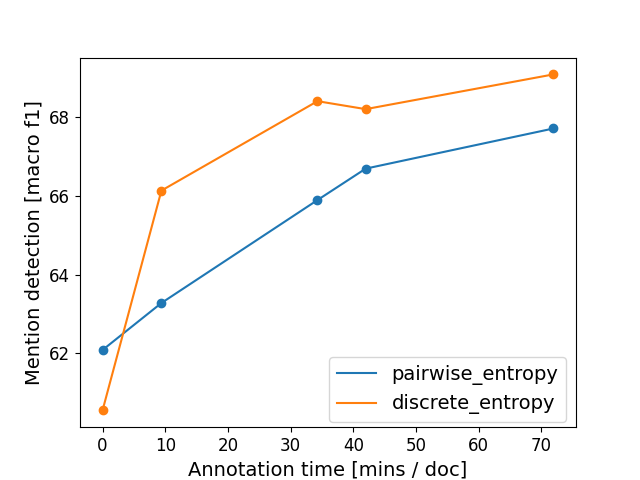 Mention detection [macro f1]
68
66
64
62
0 10 20 30 40 50 60 70
Annotation time [mins / doc]
pairwise_entropy
discrete_entropy